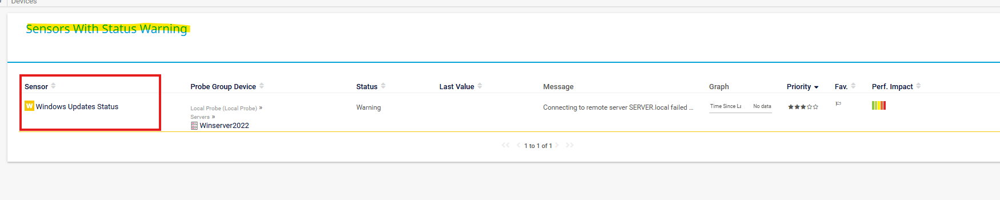 Devices
Sensors With Status Warning
Sensor Probe Group Device Status Last Value Message Graph Priority Fav. Perf. Impact
W Windows Updates Status Local Probe (Local Probe) » Warning Connecting to remote server SERVER.local failed ... Time Since La No data
Servers »
Winserver2022
1 to 1 of 1